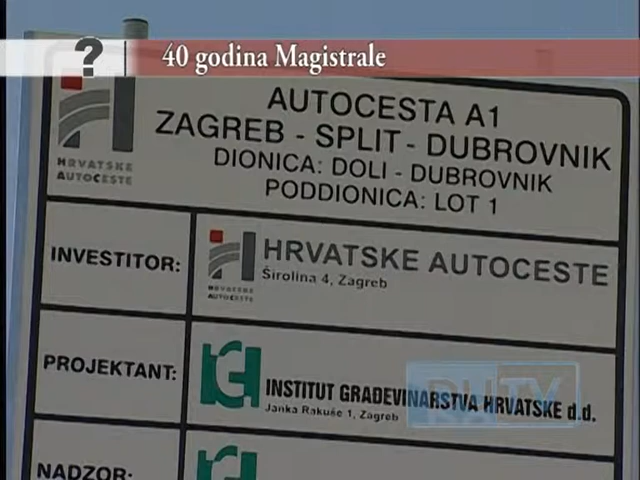 ?
40 godina Magistrale
HRVATSKE
AUTOCESTE
AUTOCESTA A1
ZAGREB - SPLIT - DUBROVNIK
DIONICA: DOLI - DUBROVNIK
PODDIONICA: LOT 1
INVESTITOR:
HRVATSKE
AUTOCESTE
HRVATSKE AUTOCESTE
Širolina 4, Zagreb
PROJEKTANT:
INSTITUT GRAĐEVINARSTVA HRVATSKE d.d.
Janka Rakuše 1, Zagreb
NADZOR: